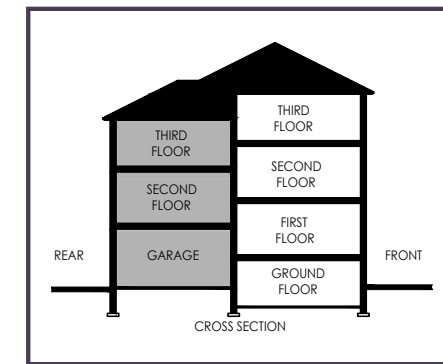 THIRD
FLOOR
THIRD
FLOOR
SECOND
FLOOR
SECOND
FLOOR
FIRST
FLOOR
REAR
GARAGE
FRONT
GROUND
FLOOR
CROSS SECTION